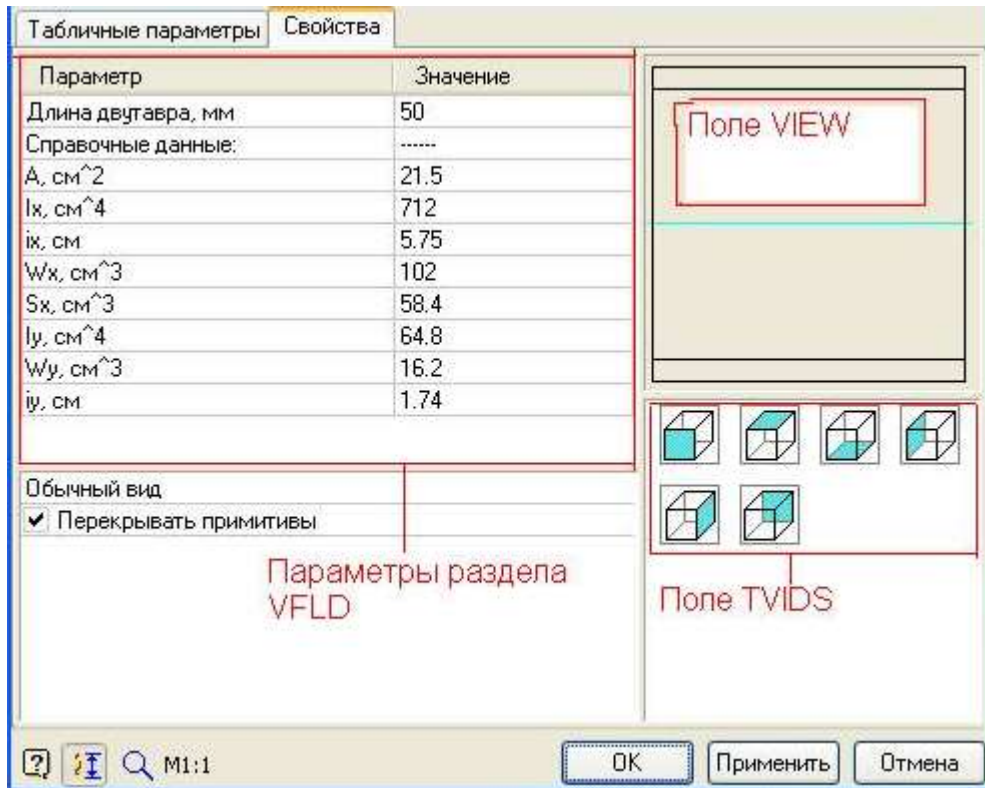 Табличные параметры Свойства
Параметр Значение
Длина двутавра, мм 50
Справочные данные: ------
A, см^2 21.5
Ix, см^4 712
ix, см 5.75
Wx, см^3 102
Sx, см^3 58.4
Iy, см^4 64.8
Wy, см^3 16.2
iy, см 1.74
Поле VIEW
Обычный вид
Перекрывать примитивы
Параметры раздела
VFLD
Поле TVIDS
M1:1
OK Применить Отмена